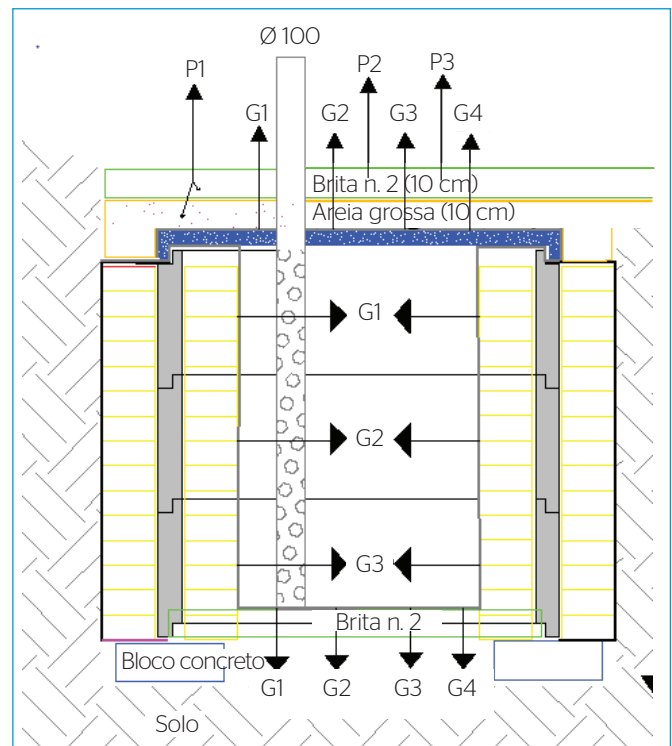 Ø 100
P1
P2
P3
G1
G2
G3
G4
Brita n. 2 (10 cm)
Areia grossa (10 cm)
G1
G2
G3
Brita n. 2
Bloco concreto
G1
G2
G3
G4
Solo